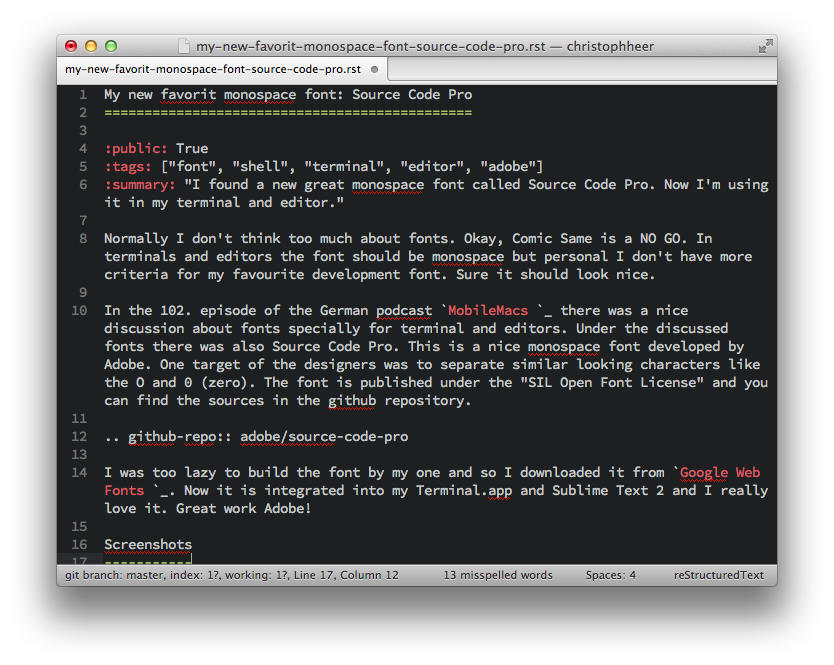 my-new-favorit-monospace-font-source-code-pro.rst — christophheer
my-new-favorit-monospace-font-source-code-pro.rst
1 My new favorit monospace font: Source Code Pro
2 ==============================================
3
4 :public: True
5 :tags: ["font", "shell", "terminal", "editor", "adobe"]
6 :summary: "I found a new great monospace font called Source Code Pro. Now I'm using
it in my terminal and editor."
7
8 Normally I don't think too much about fonts. Okay, Comic Same is a NO GO. In
terminals and editors the font should be monospace but personal I don't have more
criteria for my favourite development font. Sure it should look nice.
9
10 In the 102. episode of the German podcast `MobileMacs `_ there was a nice
discussion about fonts specially for terminal and editors. Under the discussed
fonts there was also Source Code Pro. This is a nice monospace font developed by
Adobe. One target of the designers was to separate similar looking characters like
the O and 0 (zero). The font is published under the "SIL Open Font License" and you
can find the sources in the github repository.
11
12 .. github-repo:: adobe/source-code-pro
13
14 I was too lazy to build the font by my one and so I downloaded it from `Google Web
Fonts `_. Now it is integrated into my Terminal.app and Sublime Text 2 and I really
love it. Great work Adobe!
15
16 Screenshots
17 -----------
git branch: master, index: 1?, working: 1?, Line 17, Column 12 13 misspelled words Spaces: 4 reStructuredText